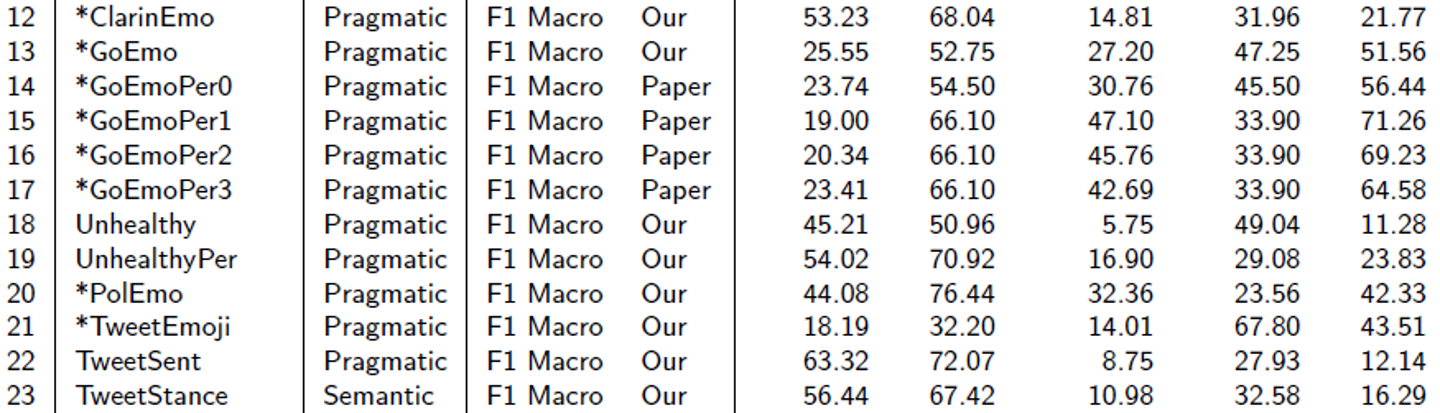 12 *ClarinEmo Pragmatic F1 Macro Our 53.23 68.04 14.81 31.96 21.77
13 *GoEmo Pragmatic F1 Macro Our 25.55 52.75 27.20 47.25 51.56
14 *GoEmoPer0 Pragmatic F1 Macro Paper 23.74 54.50 30.76 45.50 56.44
15 *GoEmoPer1 Pragmatic F1 Macro Paper 19.00 66.10 47.10 33.90 71.26
16 *GoEmoPer2 Pragmatic F1 Macro Paper 20.34 66.10 45.76 33.90 69.23
17 *GoEmoPer3 Pragmatic F1 Macro Paper 23.41 66.10 42.69 33.90 64.58
18 Unhealthy Pragmatic F1 Macro Our 45.21 50.96 5.75 49.04 11.28
19 UnhealthyPer Pragmatic F1 Macro Our 54.02 70.92 16.90 29.08 23.83
20 *PolEmo Pragmatic F1 Macro Our 44.08 76.44 32.36 23.56 42.33
21 *TweetEmoji Pragmatic F1 Macro Our 18.19 32.20 14.01 67.80 43.51
22 TweetSent Pragmatic F1 Macro Our 63.32 72.07 8.75 27.93 12.14
23 TweetStance Semantic F1 Macro Our 56.44 67.42 10.98 32.58 16.29